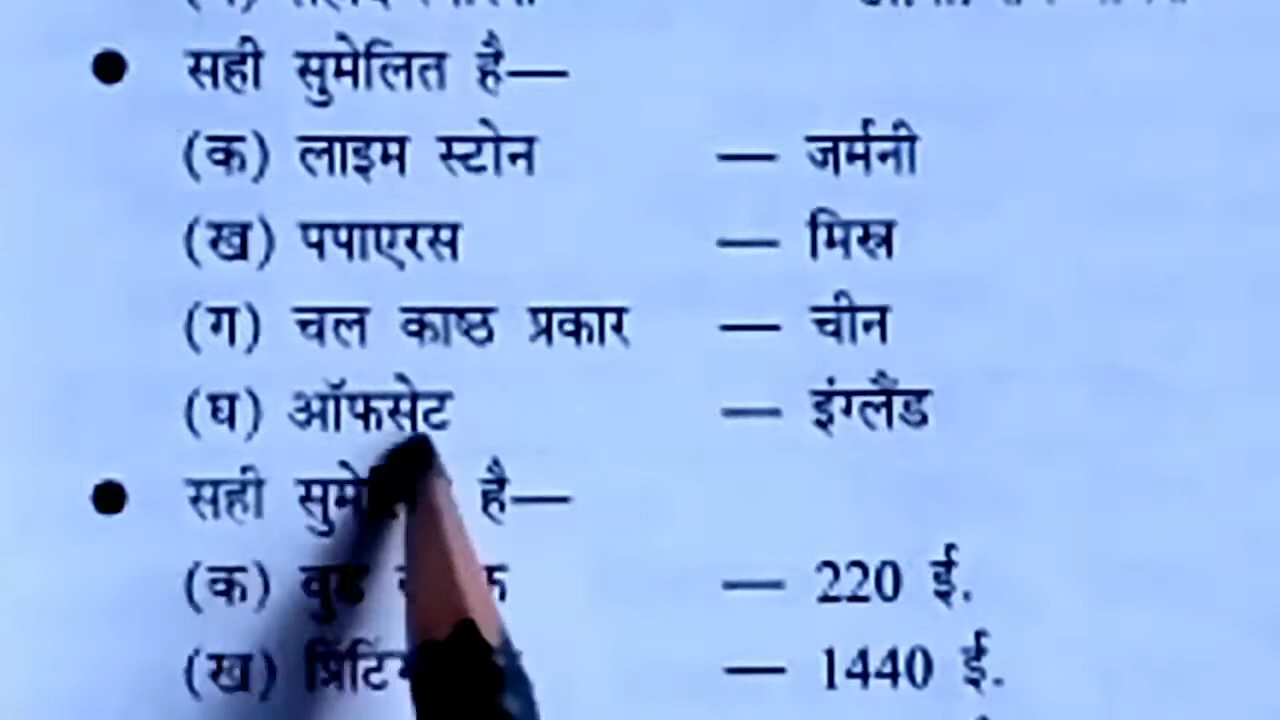 ● सही सुमेलित है—
(क) लाइम स्टोन — जर्मनी
(ख) पपाएरस — मिस्र
(ग) चल काष्ठ प्रकार — चीन
(घ) ऑफसेट — इंग्लैंड
● सही है—
(क) वुड — 220 ई.
(ख) — 1440 ई.